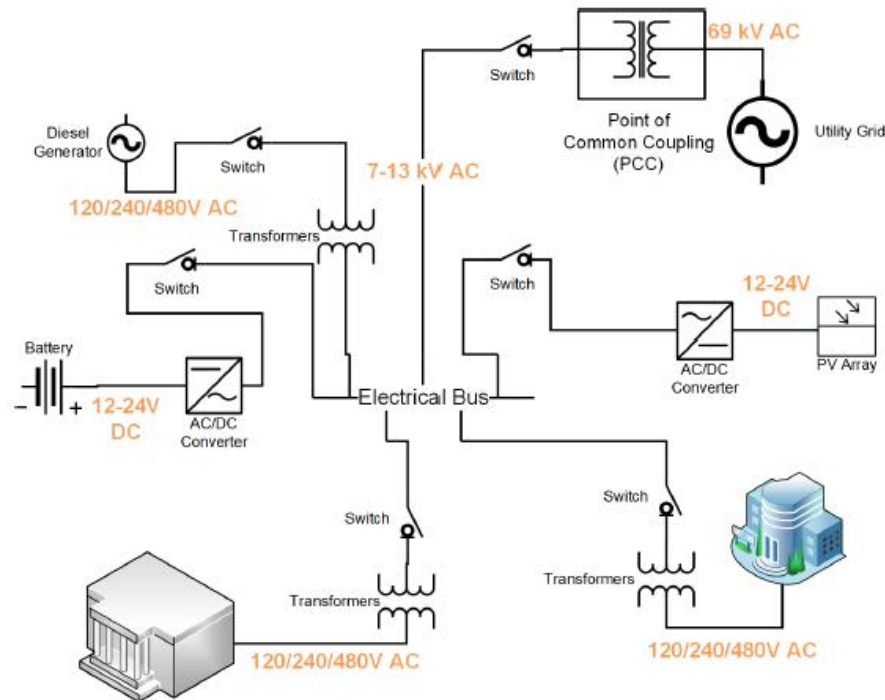 69 kV AC
Switch
Point of
Common Coupling
(PCC)
Utility Grid
Diesel
Generator
Switch
7-13 kV AC
120/240/480V AC
Transformers
Switch
Switch
12-24V
DC
Battery
- +
12-24V
DC
AC/DC
Converter
Electrical Bus
AC/DC
Converter
PV Array
Switch
Switch
Transformers
Transformers
120/240/480V AC
120/240/480V AC